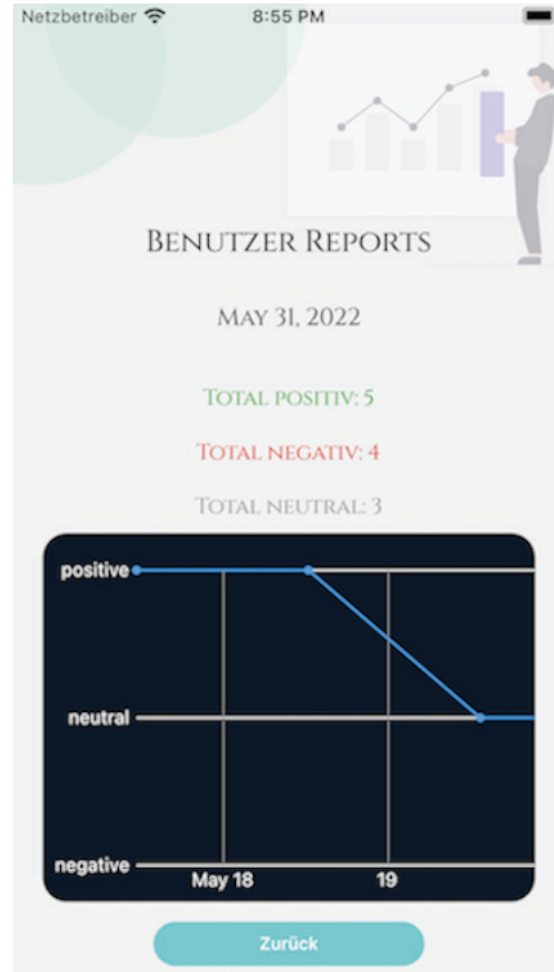 Netzbetreiber 8:55 PM
Benutzer Reports
May 31, 2022
Total positiv: 5
Total negativ: 4
Total neutral: 3
positive
neutral
negative
May 18 19
Zurück